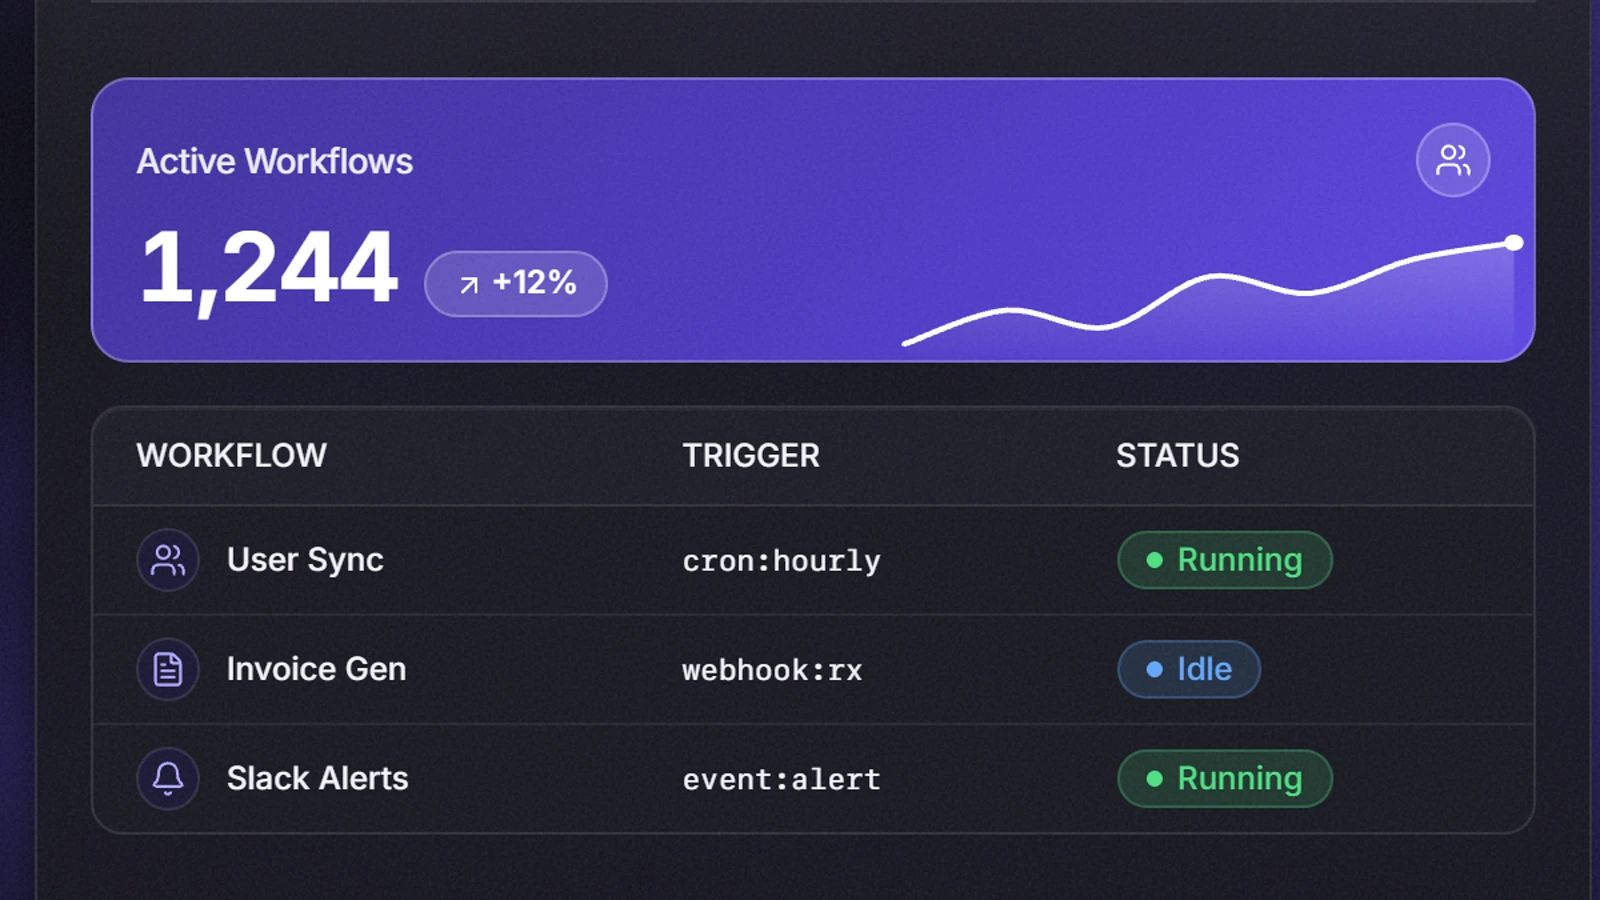 Active Workflows
1,244 +12%
WORKFLOW TRIGGER STATUS
User Sync cron:hourly Running
Invoice Gen webhook:rx Idle
Slack Alerts event:alert Running